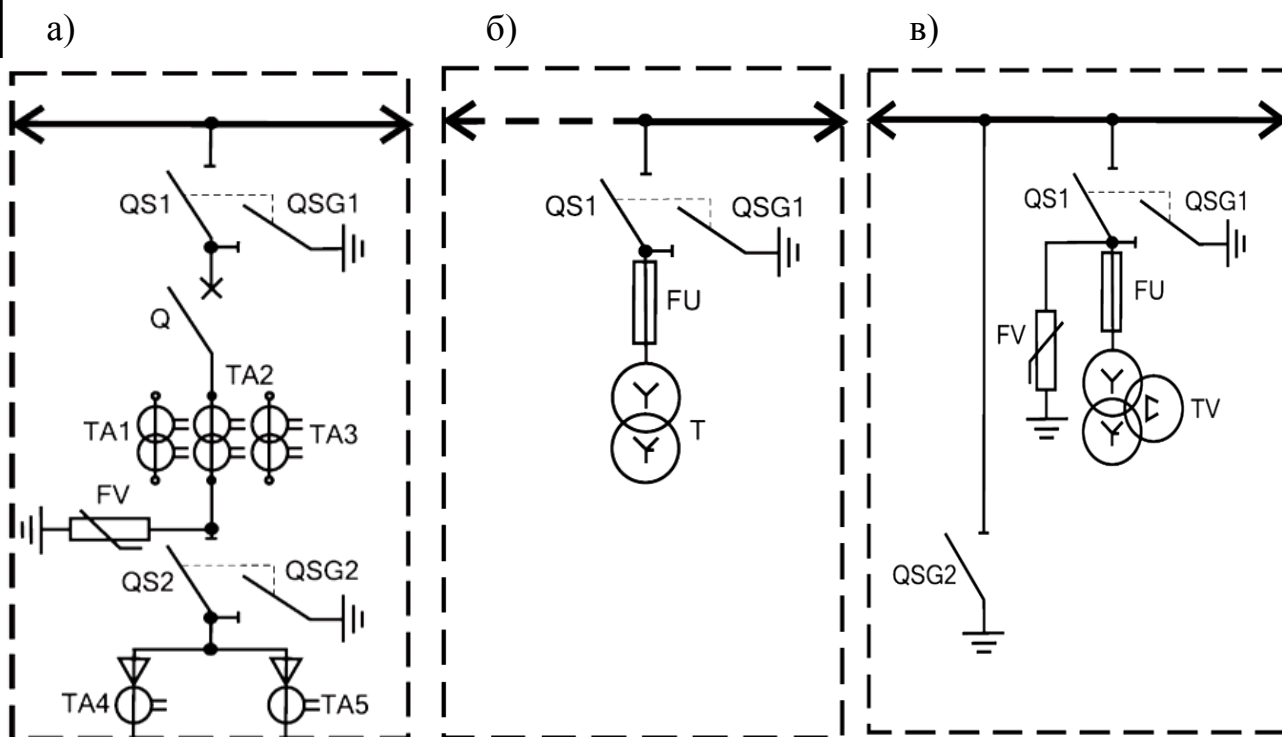 а)
б)
в)
QS1
QSG1
Q
TA2
TA1
TA3
FV
QS2
QSG2
TA4
TA5
QS1
QSG1
FU
T
QS1
QSG1
FU
FV
TV
QSG2